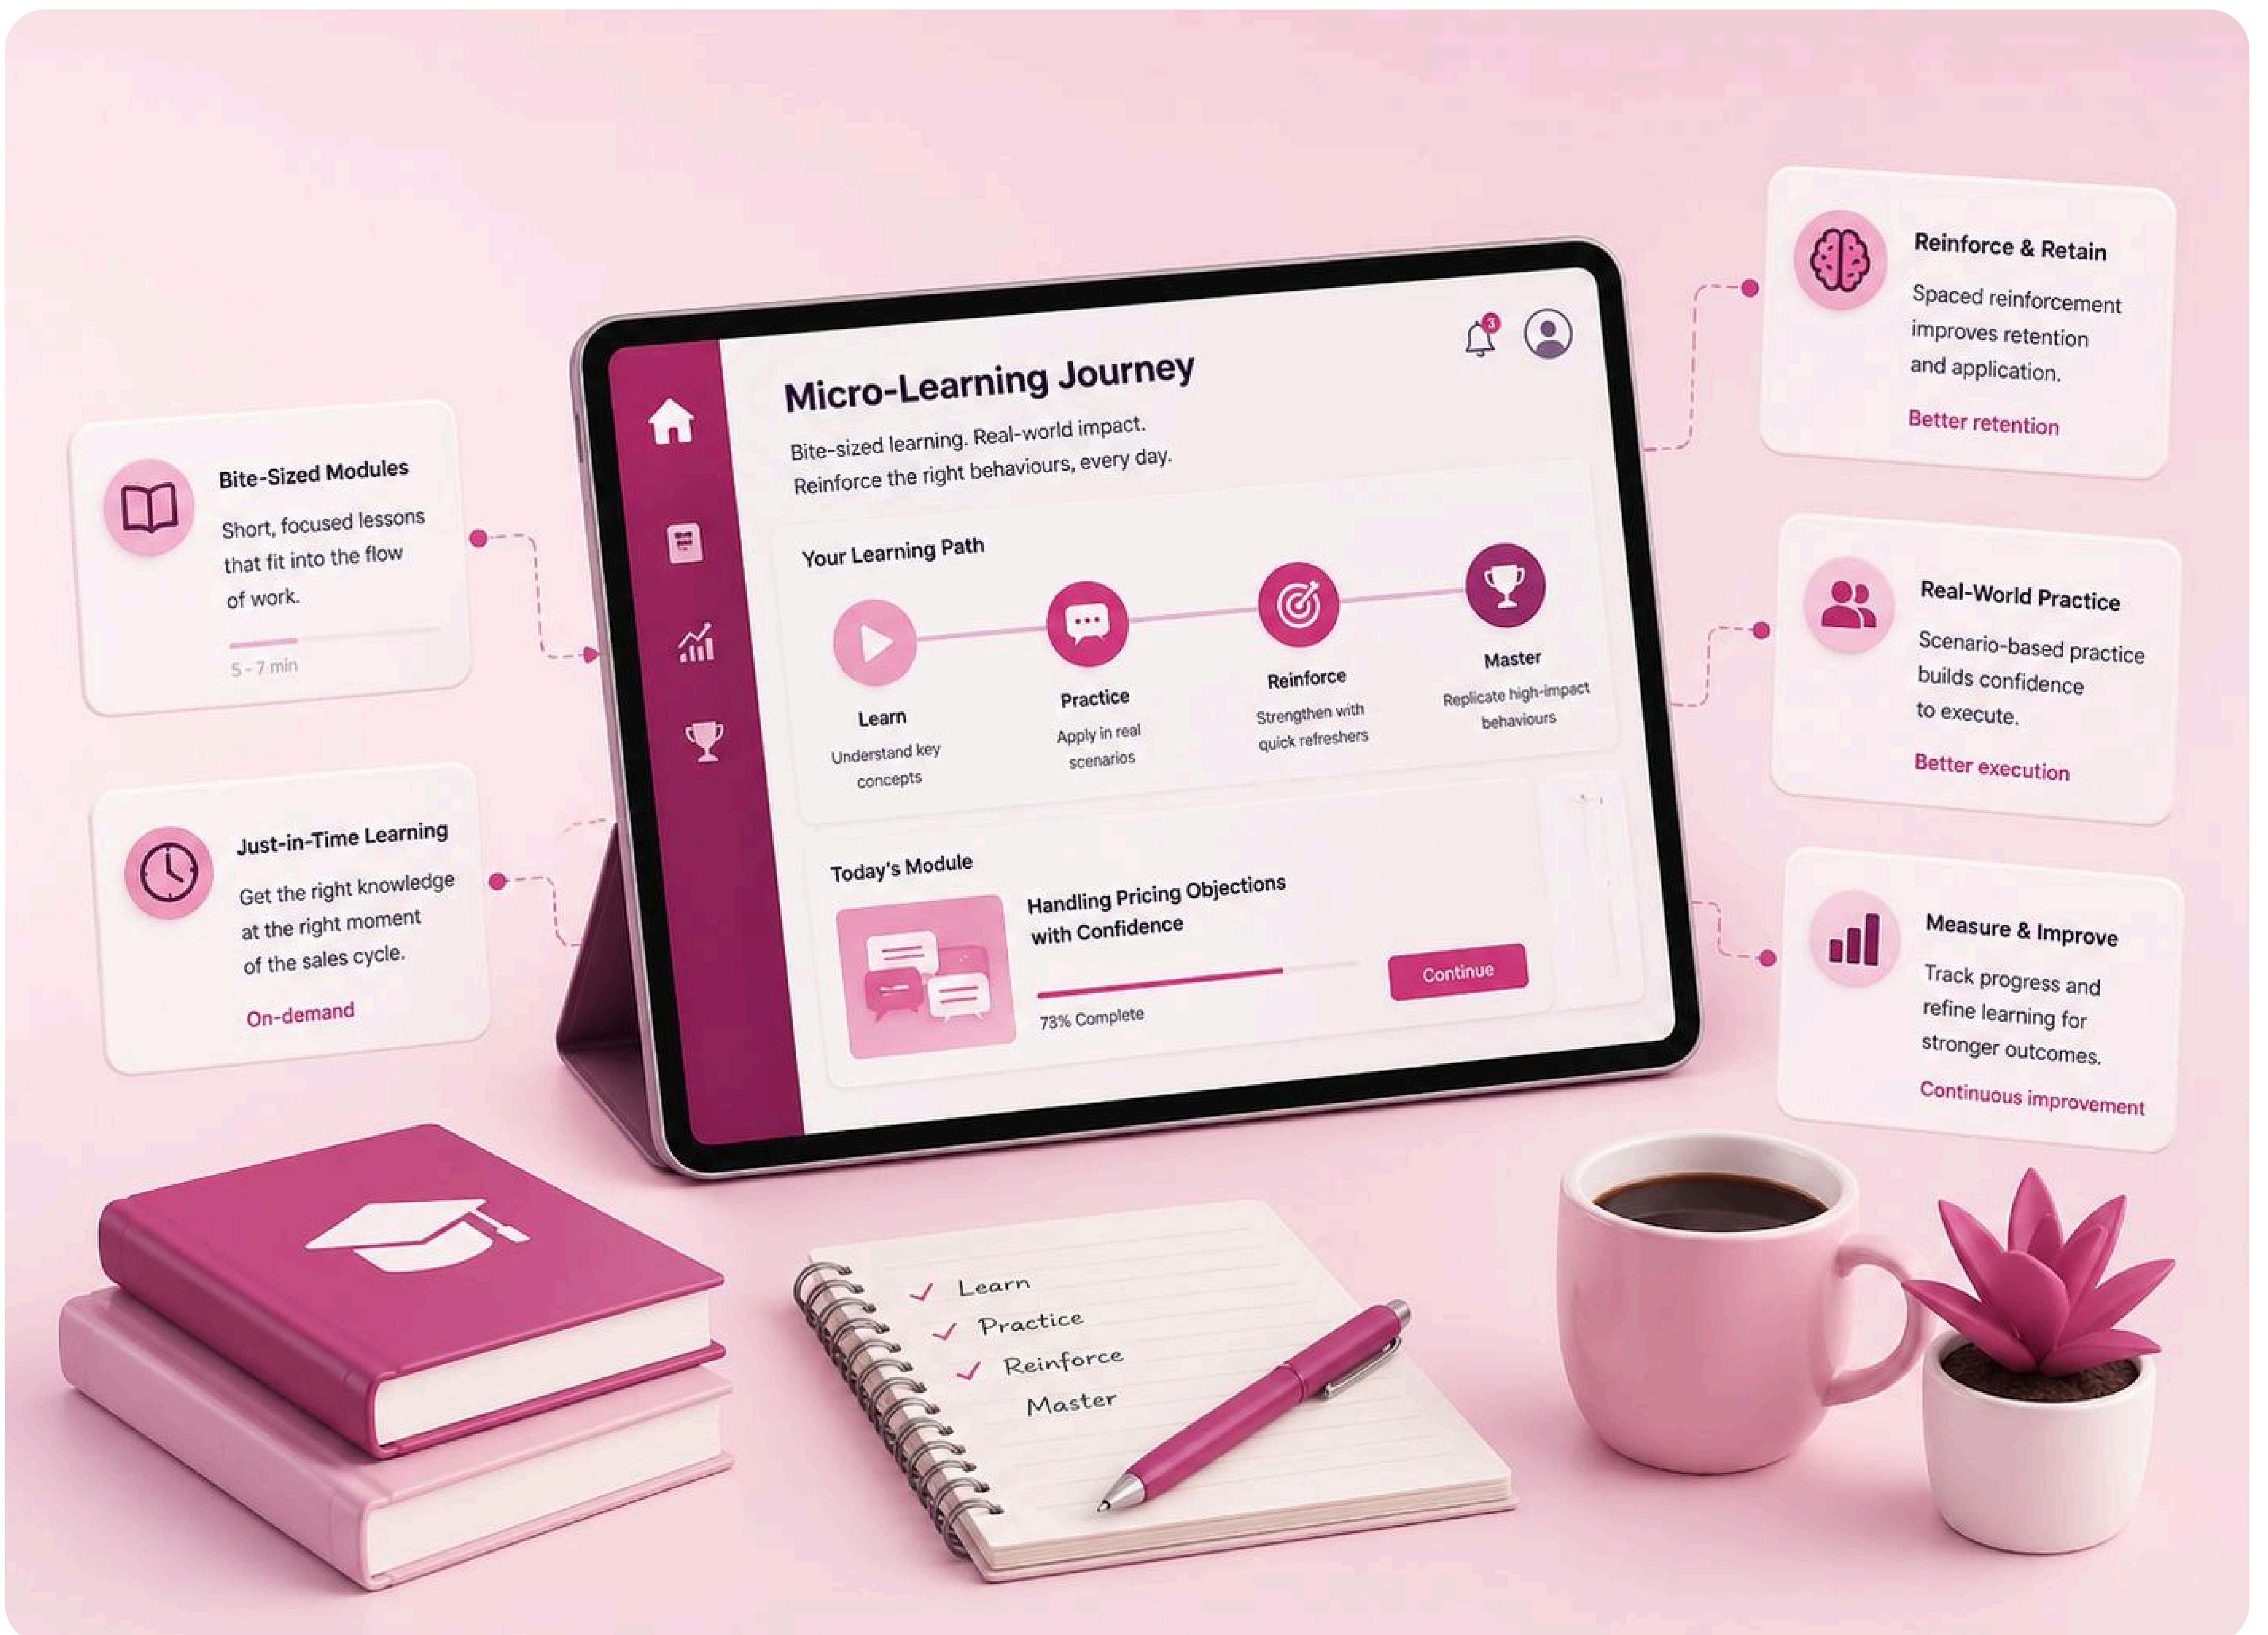 Micro-Learning Journey
Bite-sized learning. Real-world impact.
Reinforce the right behaviours, every day.
3
Your Learning Path
Learn
Understand key
concepts
Practice
Apply in real
scenarios
Reinforce
Strengthen with
quick refreshers
Master
Replicate high-impact
behaviours
Today's Module
Handling Pricing Objections
with Confidence
73% Complete
Continue
Bite-Sized Modules
Short, focused lessons
that fit into the flow
of work.
5 - 7 min
Just-in-Time Learning
Get the right knowledge
at the right moment
of the sales cycle.
On-demand
Reinforce & Retain
Spaced reinforcement
improves retention
and application.
Better retention
Real-World Practice
Scenario-based practice
builds confidence
to execute.
Better execution
Measure & Improve
Track progress and
refine learning for
stronger outcomes.
Continuous improvement
Learn
Practice
Reinforce
Master